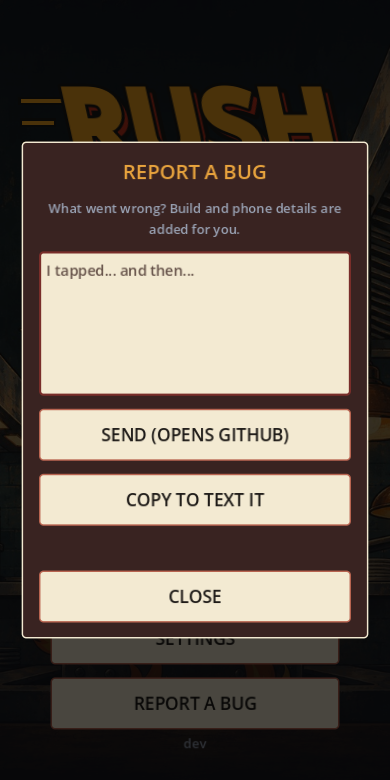 RUSH
REPORT A BUG
What went wrong? Build and phone details are
added for you.
I tapped... and then...
SEND (OPENS GITHUB)
COPY TO TEXT IT
CLOSE
SETTINGS
REPORT A BUG
dev